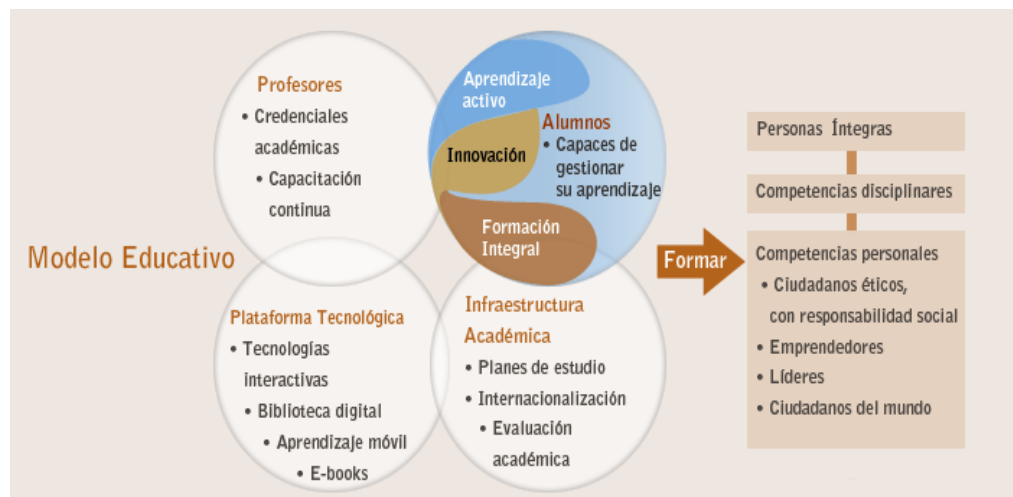 Modelo Educativo
Profesores
• Credenciales
académicas
• Capacitación
continua
Aprendizaje
activo
Innovación
Formación
Integral
Alumnos
• Capaces de
gestionar
su aprendizaje
Plataforma Tecnológica
• Tecnologías
interactivas
• Biblioteca digital
• Aprendizaje móvil
• E-books
Infraestructura
Académica
• Planes de estudio
• Internacionalización
• Evaluación
académica
Formar
Personas Íntegras
Competencias disciplinares
Competencias personales
• Ciudadanos éticos,
con responsabilidad social
• Emprendedores
• Líderes
• Ciudadanos del mundo